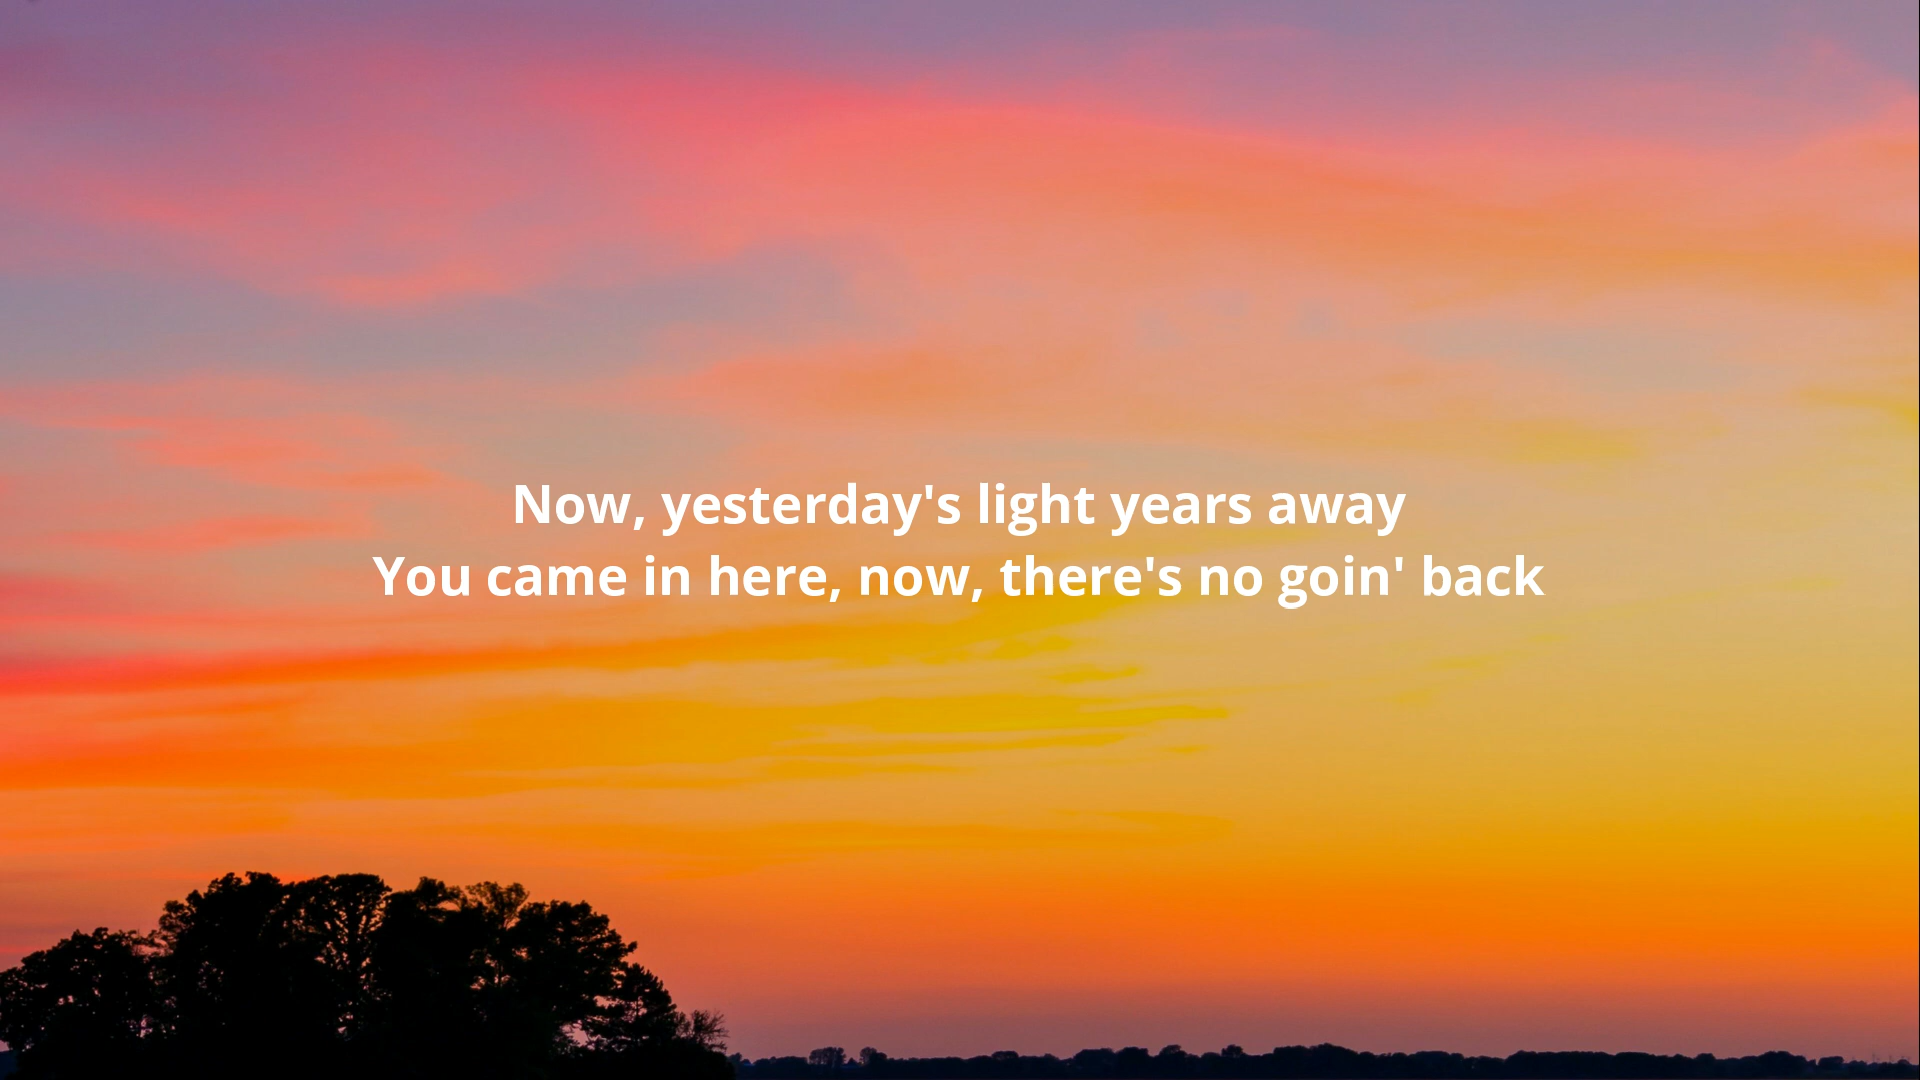 Now, yesterday's light years away
You came in here, now, there's no goin' back